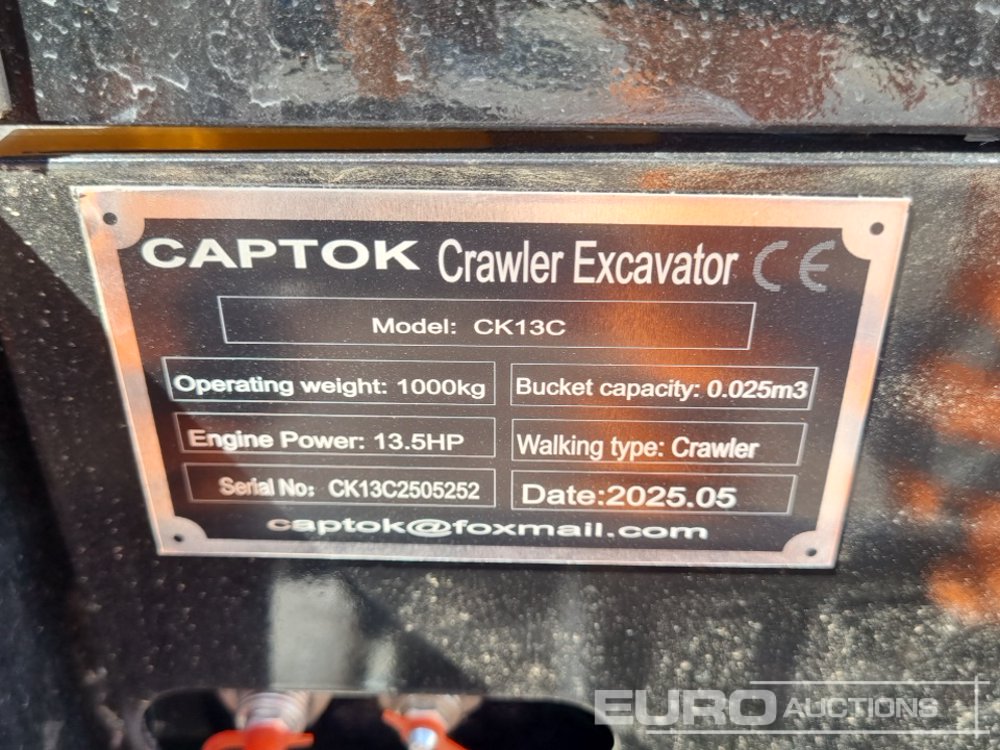 CAPTOK Crawler Excavator CE
Model: CK13C
Operating weight: 1000kg Bucket capacity: 0.025m3
Engine Power: 13.5HP Walking type: Crawler
Serial No: CK13C2505252 Date:2025.05
captok@foxmail.com
EURO AUCTIONS